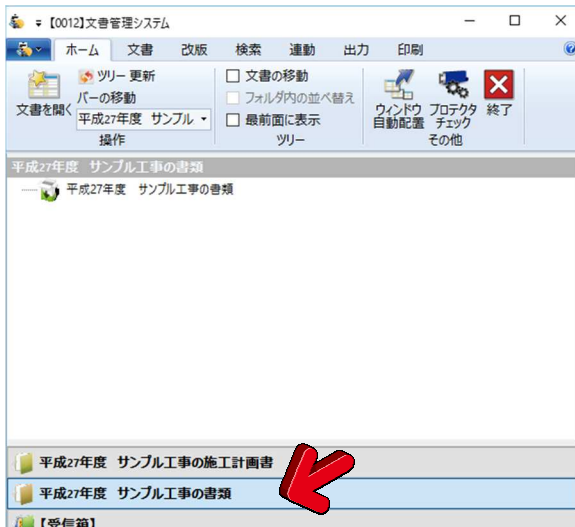 【0012】文書管理システム
ホーム 文書 改版 検索 連動 出力 印刷
文書を開く
ツリー 更新
バーの移動
平成27年度 サンプル
操作
文書の移動
フォルダ内の並べ替え
最前面に表示
ツリー
ウィンドウ
自動配置
プロテクタ
チェック
終了
その他
平成27年度 サンプル工事の書類
平成27年度 サンプル工事の書類
平成27年度 サンプル工事の施工計画書
平成27年度 サンプル工事の書類
【受信箱】